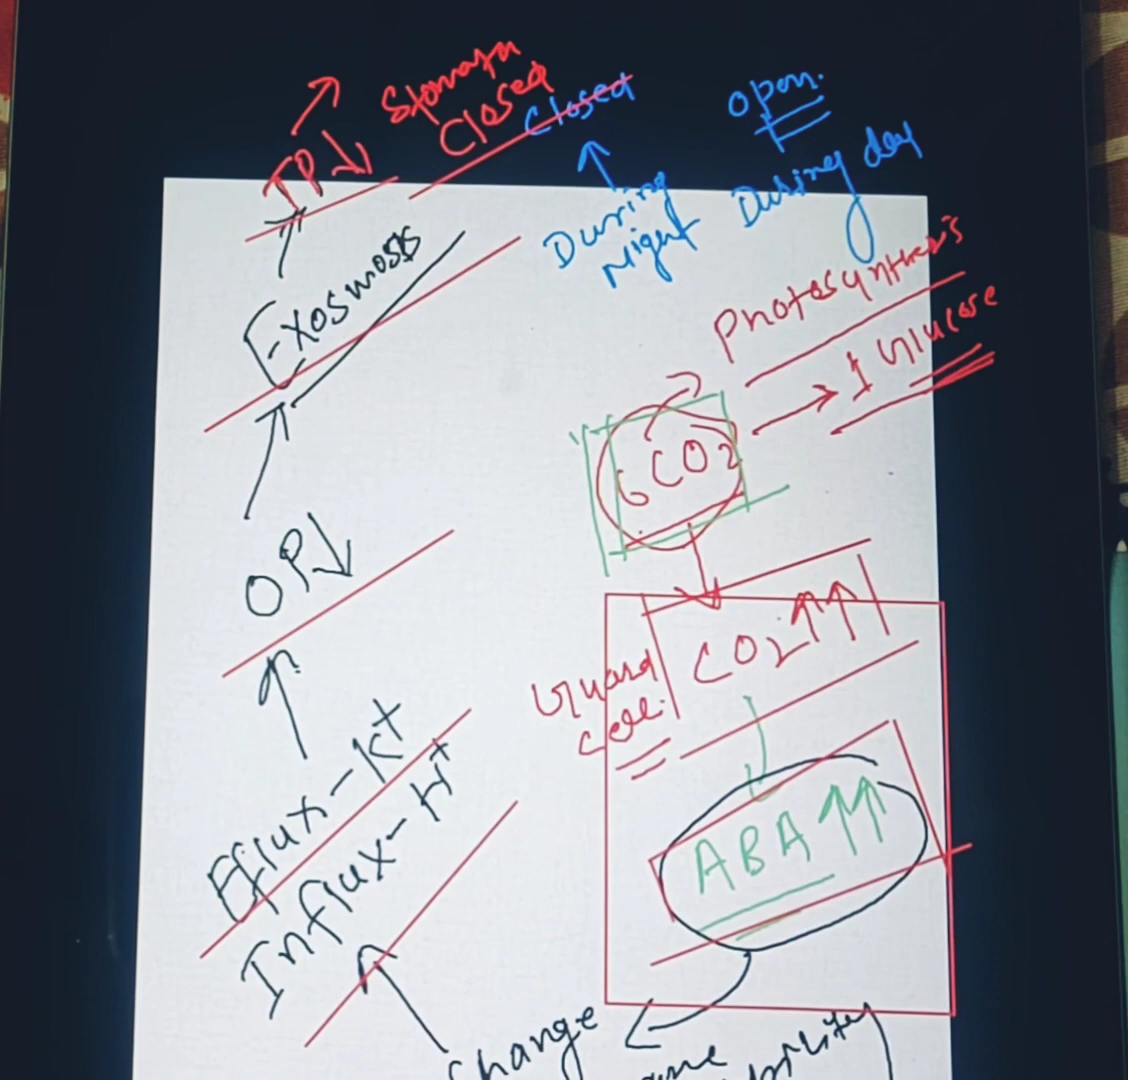 Stomata
Closed
Closed
open.
TP↓
During
Night
During day
Exosmosis
Photosynthesis
1 Glucose
6CO2
OP↓
CO2↑↑↑
Guard
Cell.
Efflux-K+
Influx-H+
ABA↑↑
Change